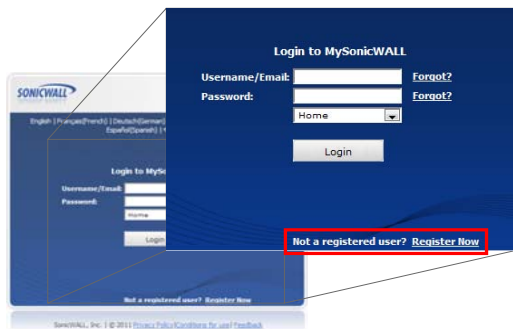 SONICWALL
English | Français(French) | Deutsch(German)
Español(Spanish) |
Login to MySo
Username/Email:
Password:
Home
Login
Not a registered user? Register Now
SonicWALL, Inc. | © 2011 Privacy Policy | Conditions for use | Feedback
Login to MySonicWALL
Username/Email: Forgot?
Password: Forgot?
Home
Login
Not a registered user? Register Now